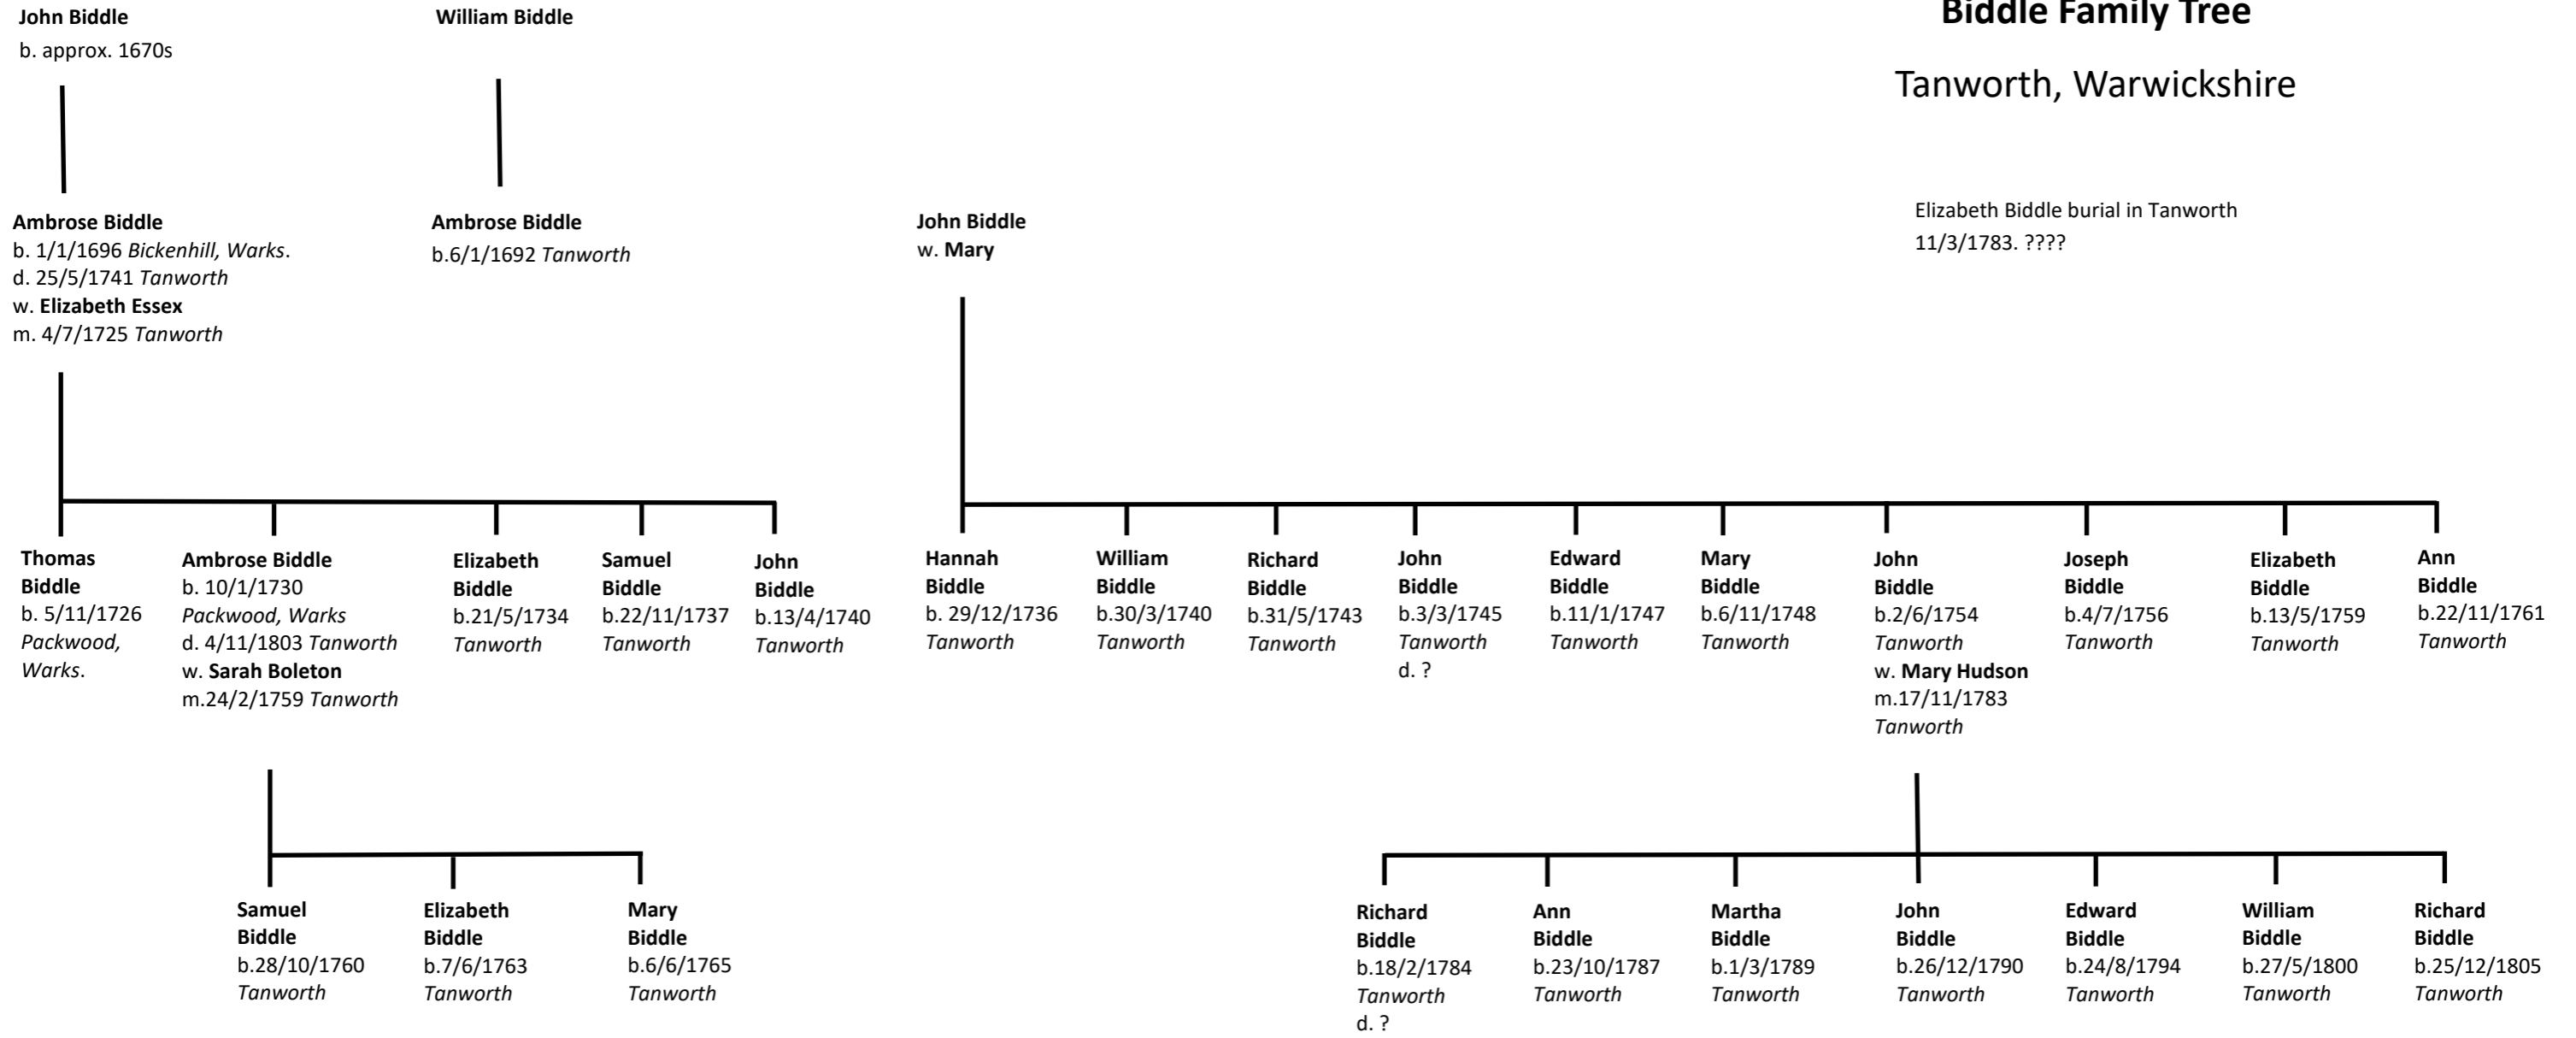 Biddle Family Tree
Tanworth, Warwickshire
John Biddle
b. approx. 1670s
William Biddle
Ambrose Biddle
b. 1/1/1696 Bickenhill, Warks.
d. 25/5/1741 Tanworth
w. Elizabeth Essex
m. 4/7/1725 Tanworth
Ambrose Biddle
b.6/1/1692 Tanworth
John Biddle
w. Mary
Elizabeth Biddle burial in Tanworth
11/3/1783. ????
Thomas
Biddle
b. 5/11/1726
Packwood,
Warks.
Ambrose Biddle
b. 10/1/1730
Packwood, Warks
d. 4/11/1803 Tanworth
w. Sarah Boleton
m.24/2/1759 Tanworth
Elizabeth
Biddle
b.21/5/1734
Tanworth
Samuel
Biddle
b.22/11/1737
Tanworth
John
Biddle
b.13/4/1740
Tanworth
Hannah
Biddle
b. 29/12/1736
Tanworth
William
Biddle
b.30/3/1740
Tanworth
Richard
Biddle
b.31/5/1743
Tanworth
John
Biddle
b.3/3/1745
Tanworth
d. ?
Edward
Biddle
b.11/1/1747
Tanworth
Mary
Biddle
b.6/11/1748
Tanworth
John
Biddle
b.2/6/1754
Tanworth
w. Mary Hudson
m.17/11/1783
Tanworth
Joseph
Biddle
b.4/7/1756
Tanworth
Elizabeth
Biddle
b.13/5/1759
Tanworth
Ann
Biddle
b.22/11/1761
Tanworth
Samuel
Biddle
b.28/10/1760
Tanworth
Elizabeth
Biddle
b.7/6/1763
Tanworth
Mary
Biddle
b.6/6/1765
Tanworth
Richard
Biddle
b.18/2/1784
Tanworth
d. ?
Ann
Biddle
b.23/10/1787
Tanworth
Martha
Biddle
b.1/3/1789
Tanworth
John
Biddle
b.26/12/1790
Tanworth
Edward
Biddle
b.24/8/1794
Tanworth
William
Biddle
b.27/5/1800
Tanworth
Richard
Biddle
b.25/12/1805
Tanworth